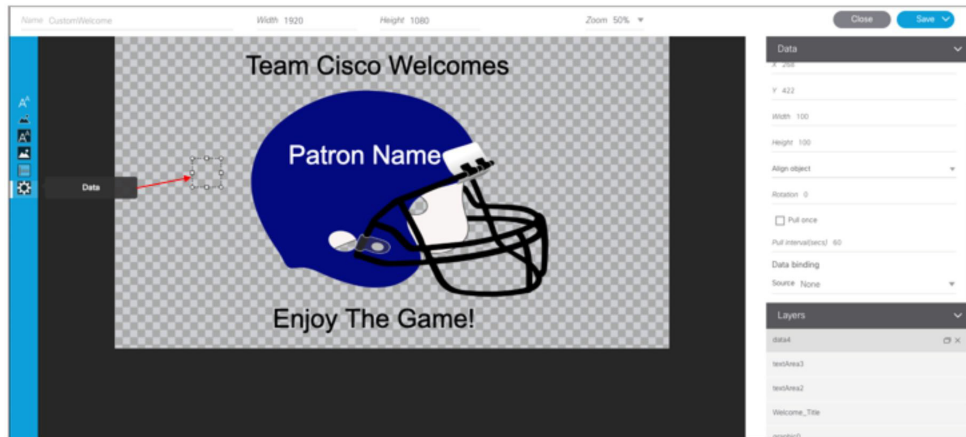 Name CustomWelcome
Width 1920
Height 1080
Zoom 50%
Close
Save
Team Cisco Welcomes
Patron Name
Enjoy The Game!
Data
Data
X 268
Y 422
Width 100
Height 100
Align object
Rotation 0
Pull once
Pull interval(secs) 60
Data binding
Source None
Layers
data4
textArea3
textArea2
Welcome_Title